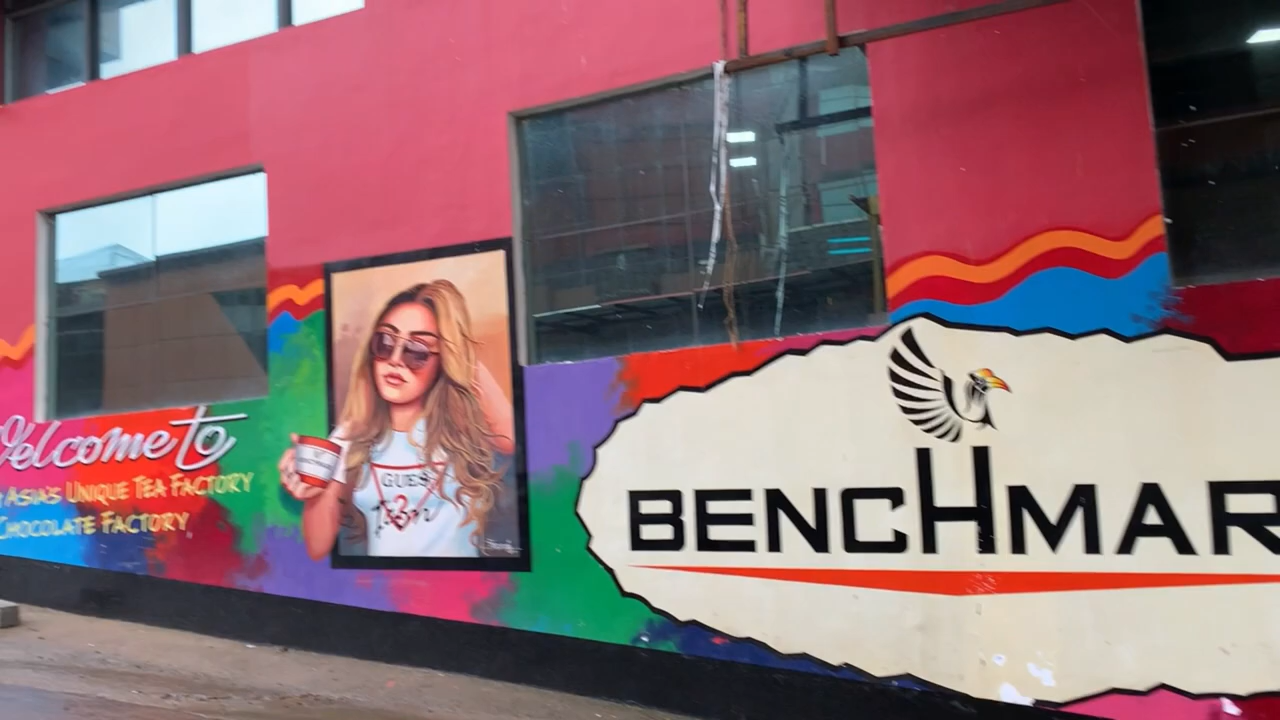 Welcome to
ASIA'S UNIQUE TEA FACTORY
CHOCOLATE FACTORY
GUESS
BENCHMAR